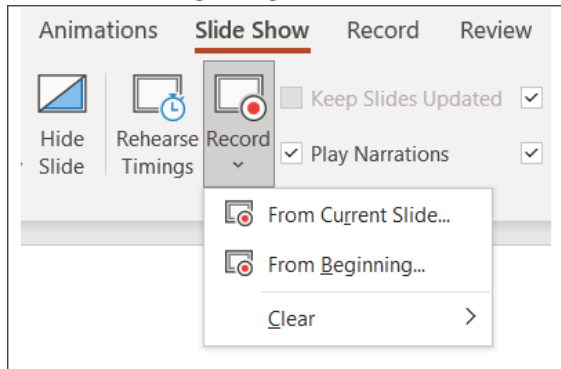 Animations Slide Show Record Review
Hide Slide
Rehearse Timings
Record
Keep Slides Updated
Play Narrations
From Current Slide...
From Beginning...
Clear